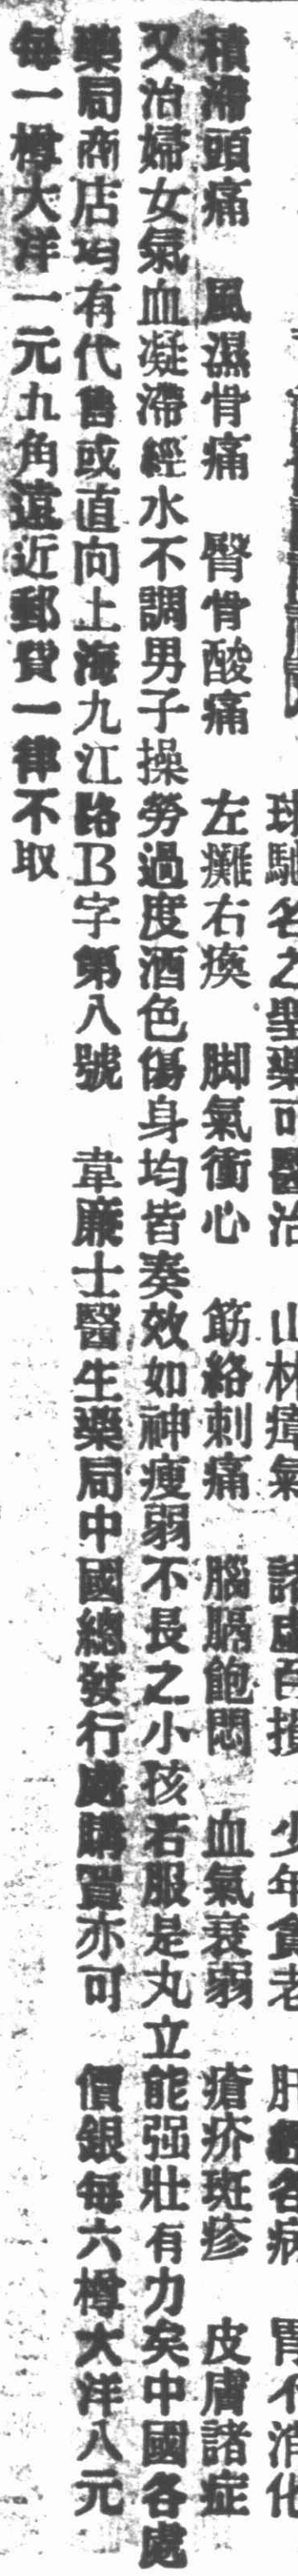 球馳名之聖藥可醫治 山林瘴氣 諸虛百損 少年貧老 肝經各病 胃不消化
積滯頭痛 風濕骨痛 臀骨酸痛 左癱右瘓 脚氣衝心 筋絡刺痛 腦膈飽悶 血氣衰弱 瘡疥斑疹 皮膚諸症
又治婦女氣血凝滯經水不調男子操勞過度酒色傷身均皆奏效如神瘦弱不長之小孩若服是丸立能强壯有力矣中國各處
藥局商店均有代售或直向上海九江路B字第八號 韋廉士醫生藥局中國總發行處購買亦可 價銀每六樽大洋八元
每一樽大洋一元九角遠近郵費一律不取